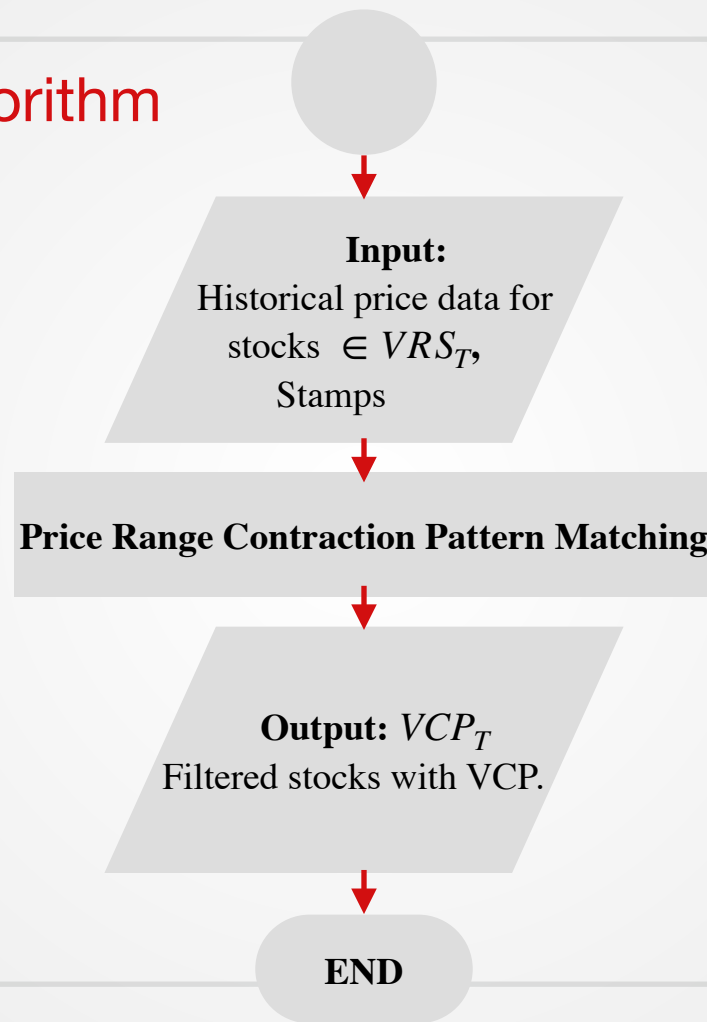 orithm
Input:
Historical price data for
stocks ∈ VRS_T,
Stamps
Price Range Contraction Pattern Matching
Output: VCP_T
Filtered stocks with VCP.
END